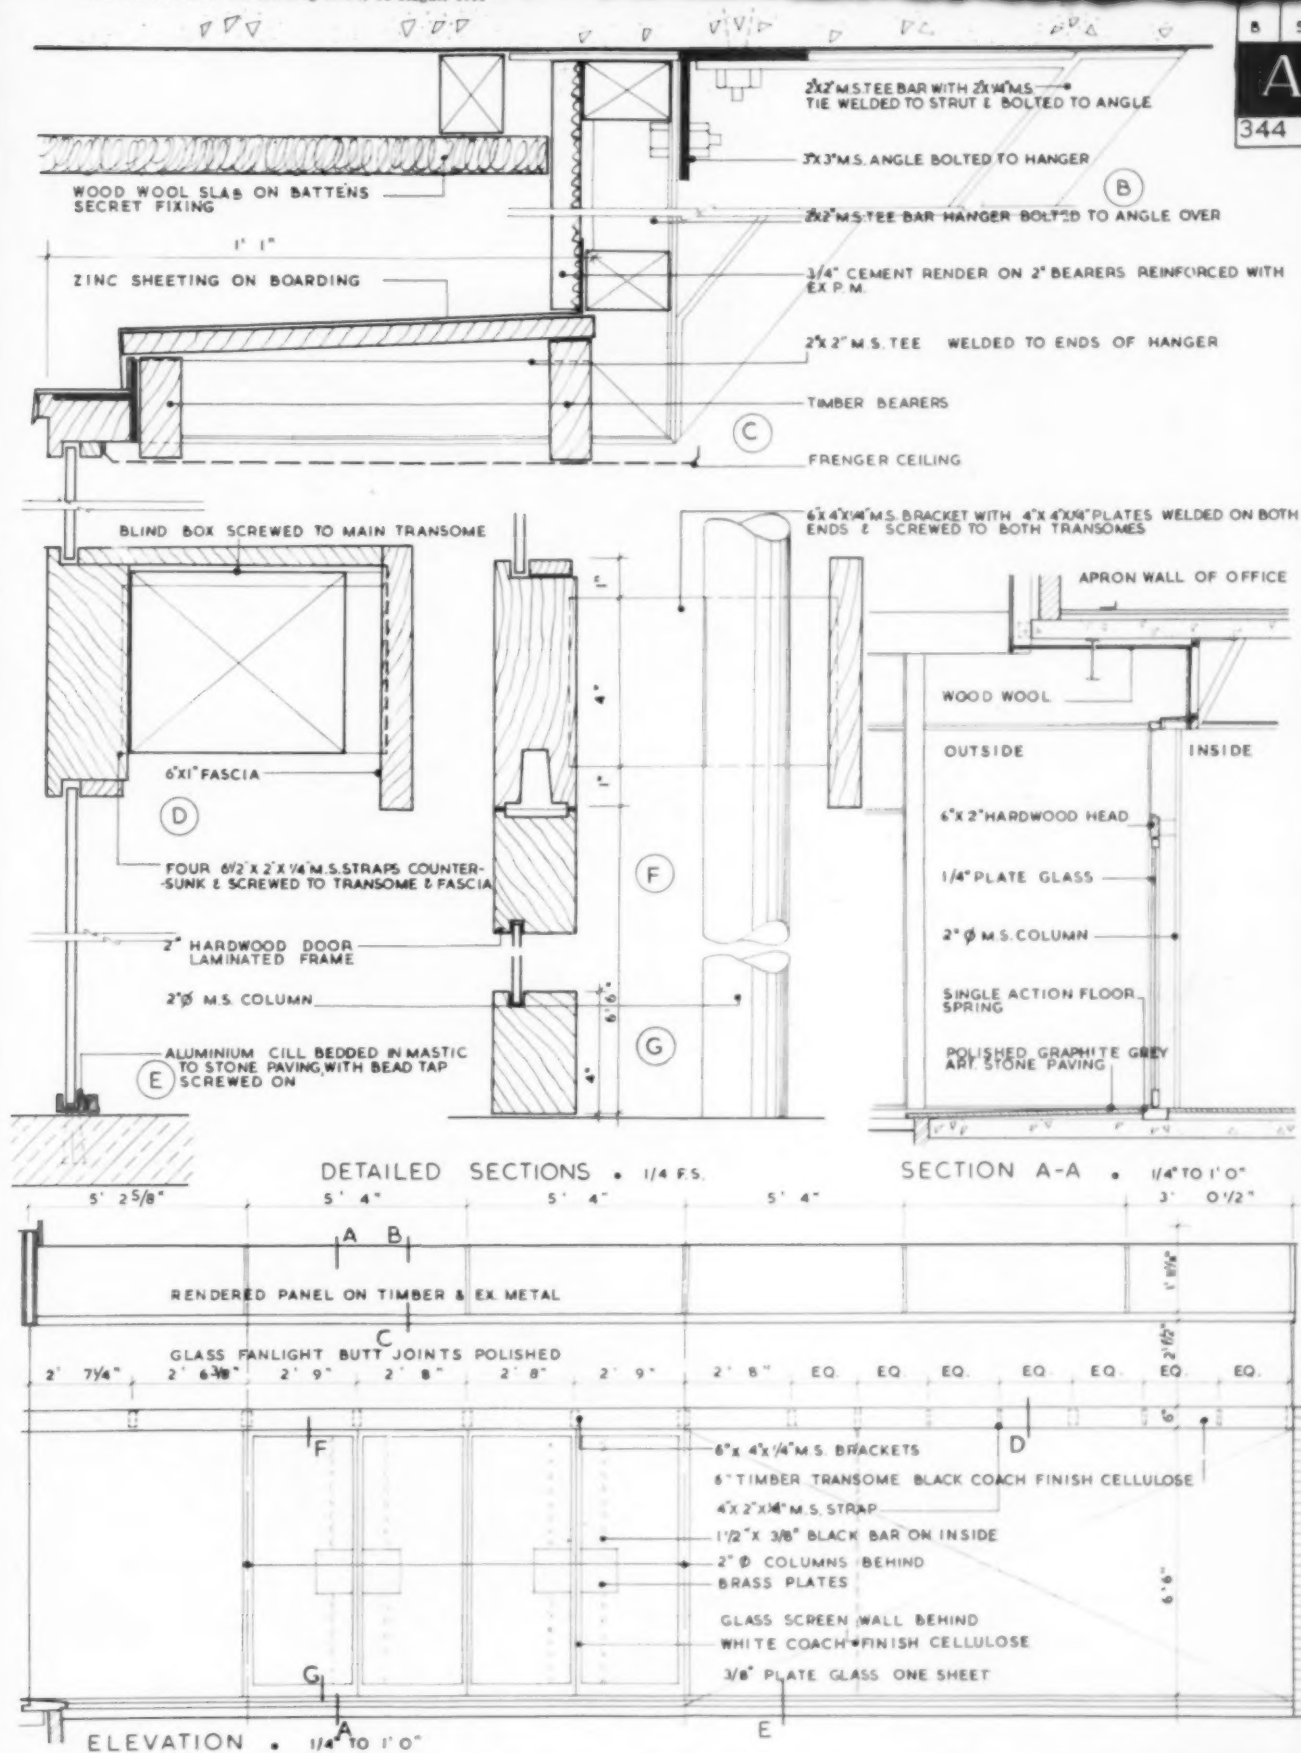 B
A
344
2"X2" M.S. TEE BAR WITH 2"X1/4" M.S.
TIE WELDED TO STRUT & BOLTED TO ANGLE
3"X3" M.S. ANGLE BOLTED TO HANGER
B
WOOD WOOL SLAB ON BATTENS
SECRET FIXING
2"X2" M.S. TEE BAR HANGER BOLTED TO ANGLE OVER
1' 1"
ZINC SHEETING ON BOARDING
3/4" CEMENT RENDER ON 2" BEARERS REINFORCED WITH
EX P.M.
2"X 2" M.S. TEE WELDED TO ENDS OF HANGER
TIMBER BEARERS
C
FRENGER CEILING
BLIND BOX SCREWED TO MAIN TRANSOME
6"X 4"X1/4" M.S. BRACKET WITH 4"X 4"X1/4" PLATES WELDED ON BOTH
ENDS & SCREWED TO BOTH TRANSOMES
1"
4"
1"
6"X1" FASCIA
D
FOUR 6 1/2" X 2" X 1/4" M.S. STRAPS COUNTER-
-SUNK & SCREWED TO TRANSOME & FASCIA
F
2" HARDWOOD DOOR
LAMINATED FRAME
2"Ø M.S. COLUMN
6' 6"
4"
G
ALUMINIUM CILL BEDDED IN MASTIC
TO STONE PAVING, WITH BEAD TAP
SCREWED ON
E
APRON WALL OF OFFICE
WOOD WOOL
OUTSIDE
INSIDE
6"X 2" HARDWOOD HEAD
1/4" PLATE GLASS
2" Ø M.S. COLUMN
SINGLE ACTION FLOOR
SPRING
POLISHED GRAPHITE GREY
ART. STONE PAVING
DETAILED SECTIONS • 1/4 F.S.
SECTION A-A • 1/4" TO 1' 0"
5' 2 5/8" 5' 4" 5' 4" 5' 4" 3' 0 1/2"
A B
RENDERED PANEL ON TIMBER & EX. METAL
C
GLASS FANLIGHT BUTT JOINTS POLISHED
2' 7 1/4" 2' 6 3/8" 2' 9" 2' 8" 2' 8" 2' 9" 2' 8" EQ. EQ. EQ. EQ. EQ. EQ. EQ.
6"
F
D
6" X 4"X 1/4" M.S. BRACKETS
6" TIMBER TRANSOME BLACK COACH FINISH CELLULOSE
4"X 2"X1/4" M.S. STRAP
1 1/2" X 3/8" BLACK BAR ON INSIDE
2" Ø COLUMNS BEHIND
BRASS PLATES
6' 6"
GLASS SCREEN WALL BEHIND
WHITE COACH FINISH CELLULOSE
3/8" PLATE GLASS ONE SHEET
G
A
E
ELEVATION • 1/4" TO 1' 0"